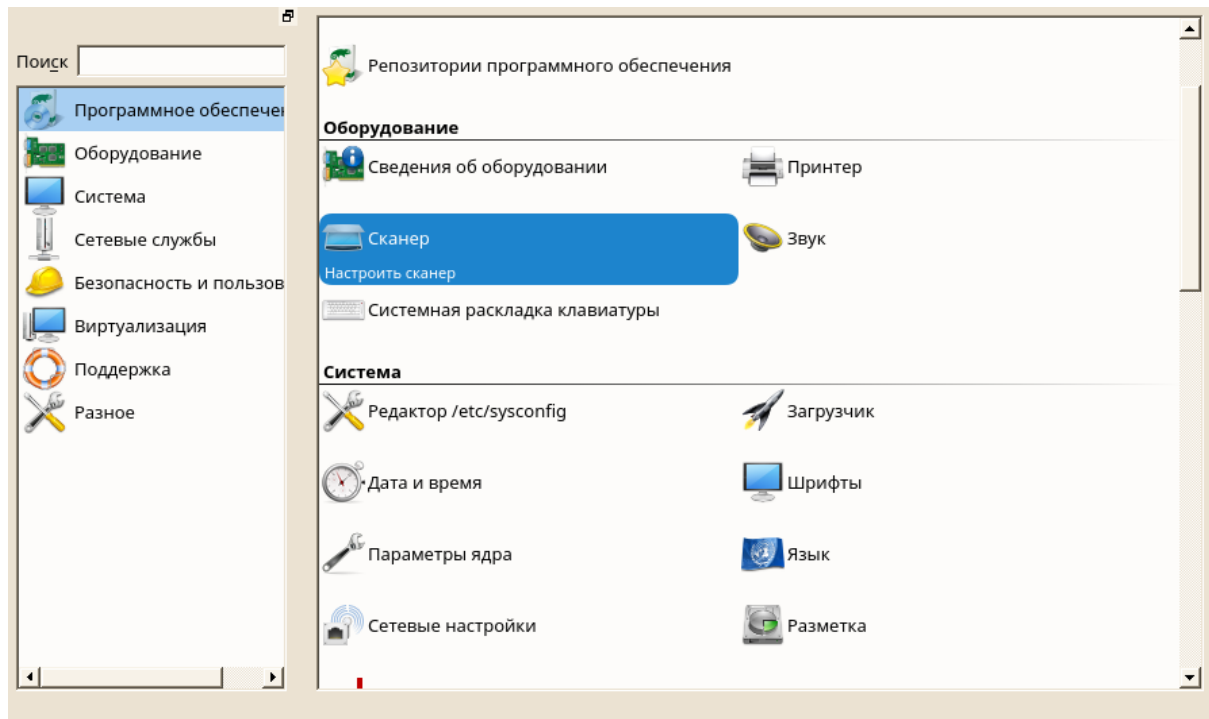 Поиск
Программное обеспечен
Оборудование
Система
Сетевые службы
Безопасность и пользов
Виртуализация
Поддержка
Разное
Репозитории программного обеспечения
Оборудование
Сведения об оборудовании
Принтер
Сканер
Настроить сканер
Звук
Системная раскладка клавиатуры
Система
Редактор /etc/sysconfig
Загрузчик
Дата и время
Шрифты
Параметры ядра
Язык
Сетевые настройки
Разметка